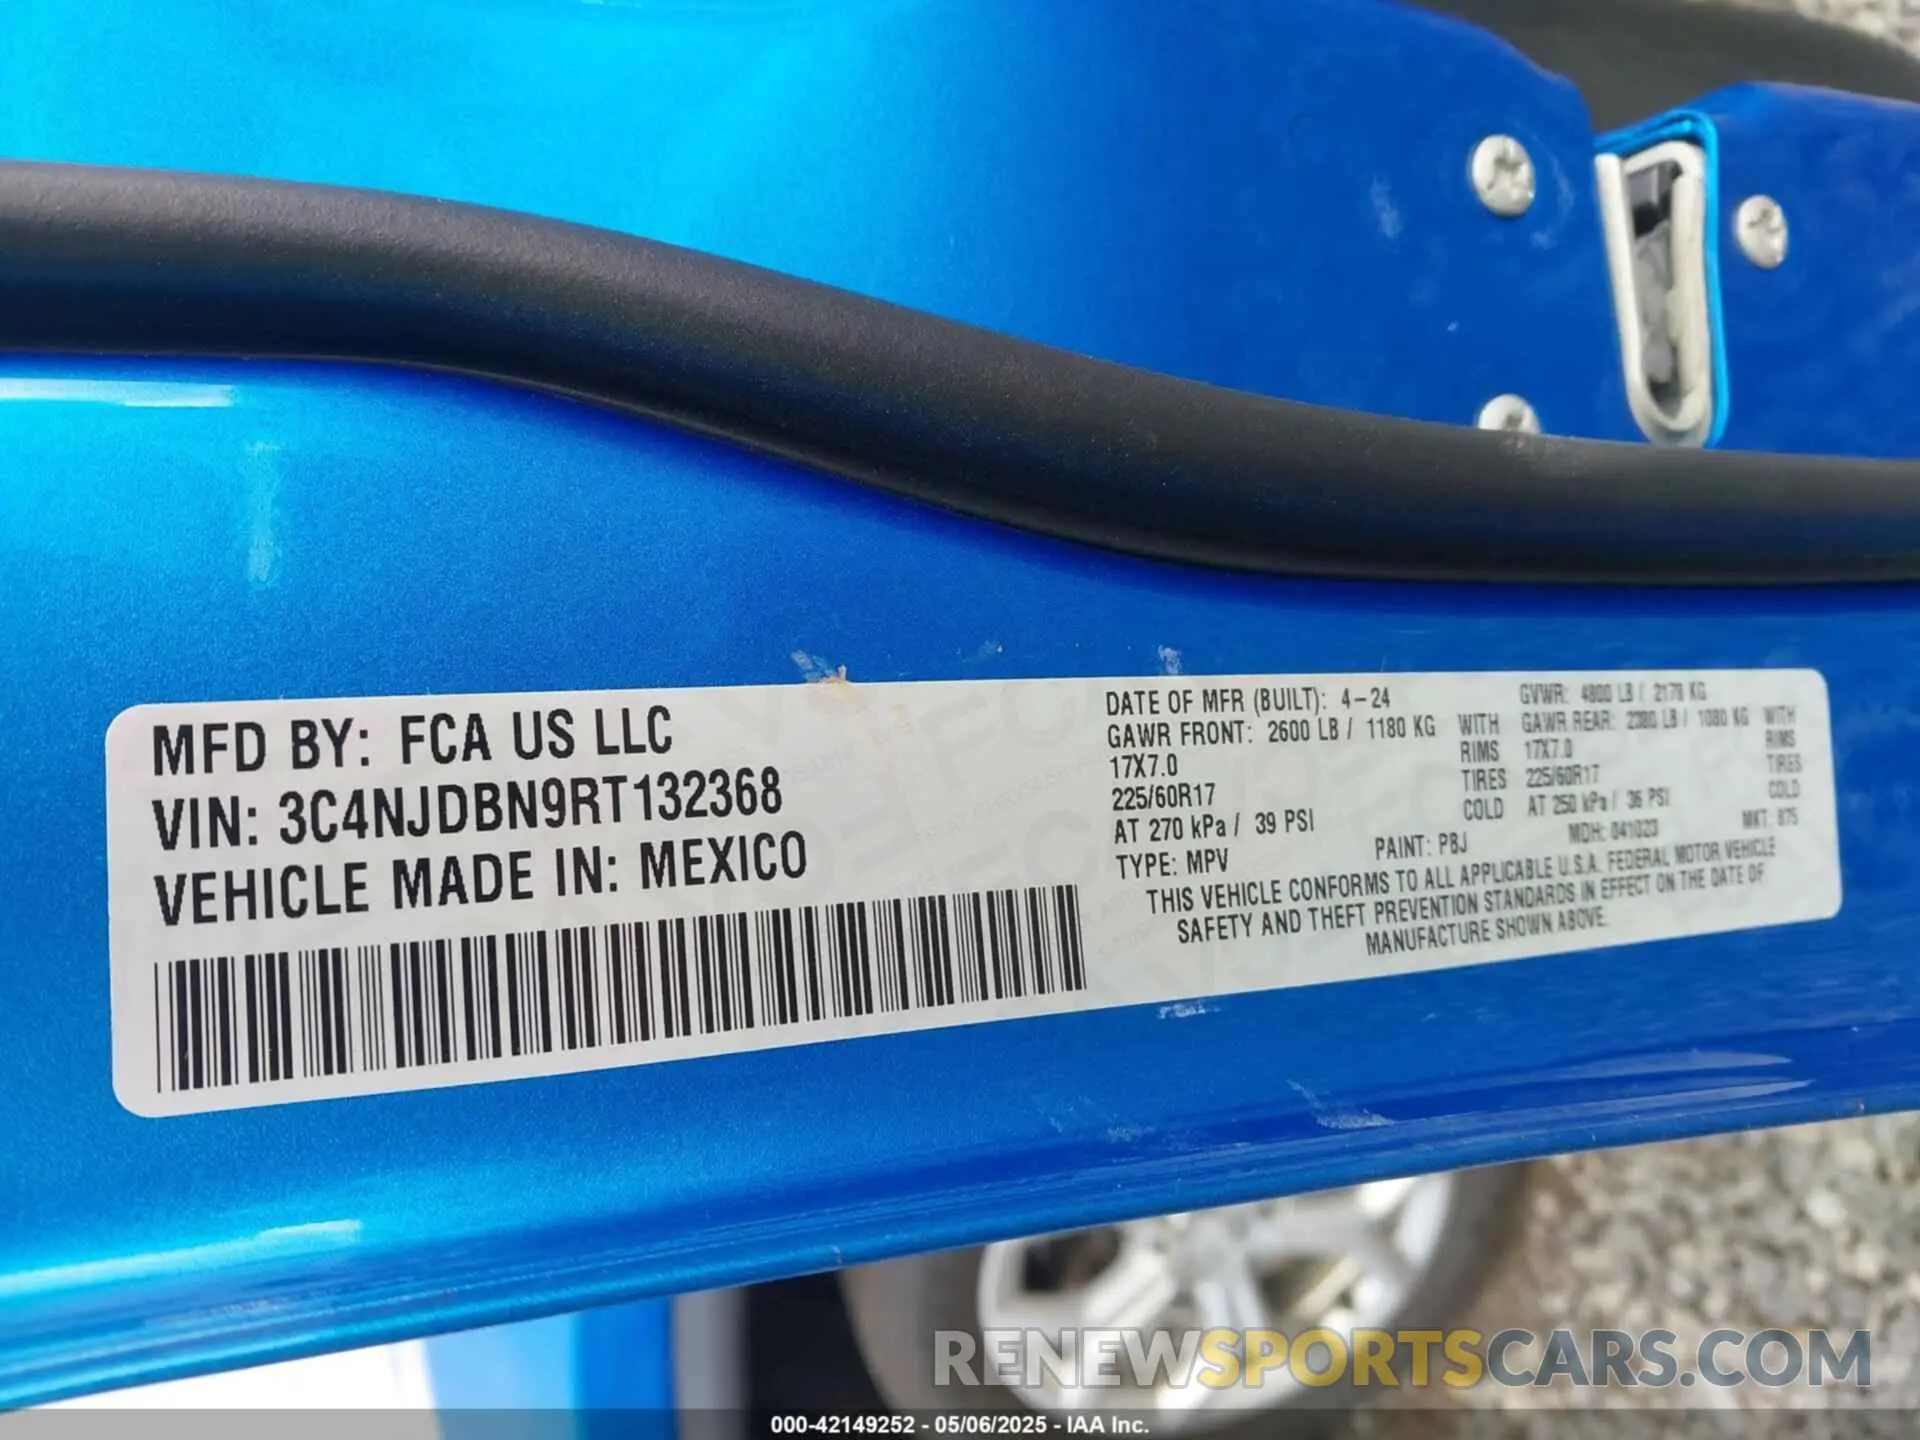 MFD BY: FCA US LLC
VIN: 3C4NJDBN9RT132368
VEHICLE MADE IN: MEXICO
DATE OF MFR (BUILT): 4-24
GVWR: 4800 LB / 2178 KG
GAWR FRONT: 2600 LB / 1180 KG WITH GAWR REAR: 2380 LB / 1080 KG WITH
17X7.0 RIMS 17X7.0 RIMS
225/60R17 TIRES 225/60R17 TIRES
AT 270 kPa / 39 PSI COLD AT 250 kPa / 36 PSI COLD
TYPE: MPV PAINT: PBJ MDH: 041023 MKT: B75
THIS VEHICLE CONFORMS TO ALL APPLICABLE U.S.A. FEDERAL MOTOR VEHICLE
SAFETY AND THEFT PREVENTION STANDARDS IN EFFECT ON THE DATE OF
MANUFACTURE SHOWN ABOVE.
RENEWSPORTSCARS.COM
000-42149252 - 05/06/2025 - IAA Inc.